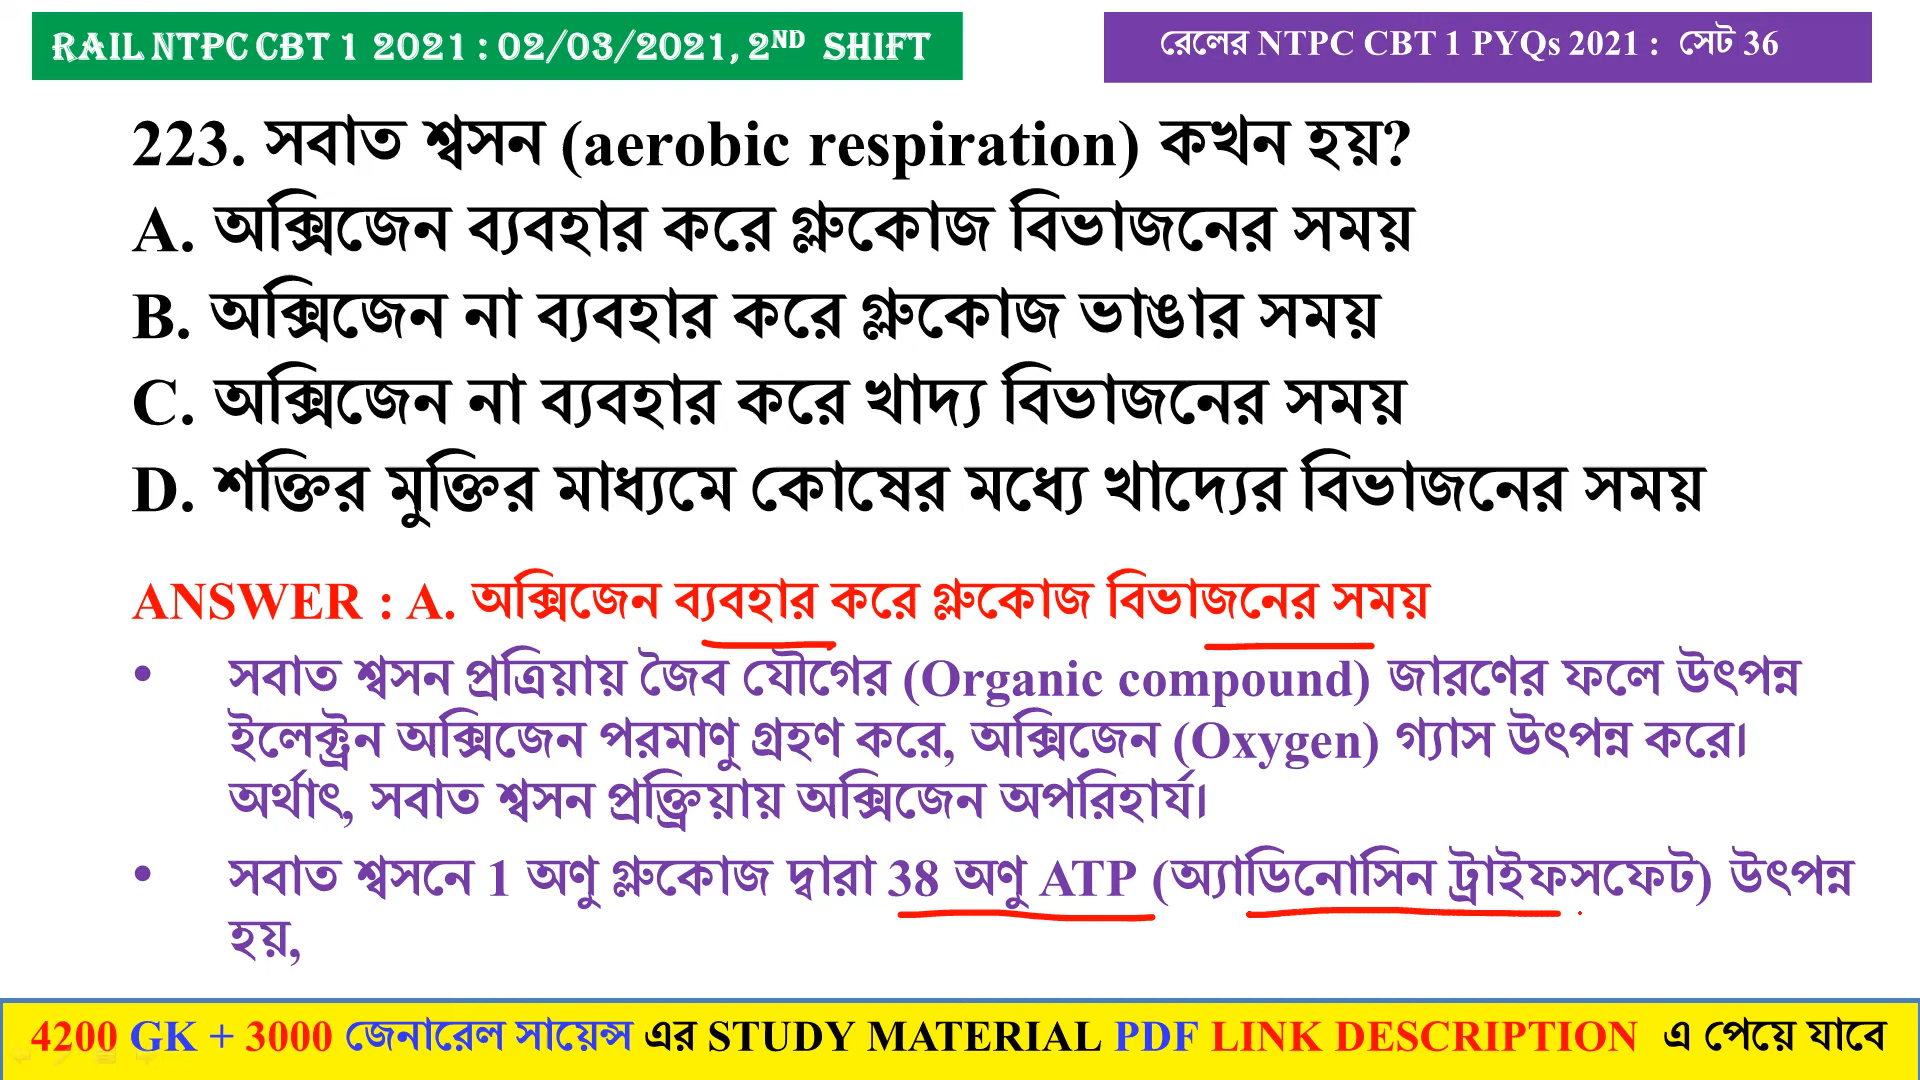 RAIL NTPC CBT 1 2021 : 02/03/2021, 2ND SHIFT
রেলের NTPC CBT 1 PYQs 2021 : সেট 36
223. সবাত শ্বসন (aerobic respiration) কখন হয়?
A. অক্সিজেন ব্যবহার করে গ্লুকোজ বিভাজনের সময়
B. অক্সিজেন না ব্যবহার করে গ্লুকোজ ভাঙার সময়
C. অক্সিজেন না ব্যবহার করে খাদ্য বিভাজনের সময়
D. শক্তির মুক্তির মাধ্যমে কোষের মধ্যে খাদ্যের বিভাজনের সময়
ANSWER : A. অক্সিজেন ব্যবহার করে গ্লুকোজ বিভাজনের সময়
• সবাত শ্বসন প্রত্রিয়ায় জৈব যৌগের (Organic compound) জারণের ফলে উৎপন্ন
ইলেক্ট্রন অক্সিজেন পরমাণু গ্রহণ করে, অক্সিজেন (Oxygen) গ্যাস উৎপন্ন করে।
অর্থাৎ, সবাত শ্বসন প্রক্রিয়ায় অক্সিজেন অপরিহার্য।
• সবাত শ্বসনে 1 অণু গ্লুকোজ দ্বারা 38 অণু ATP (অ্যাডিনোসিন ট্রাইফসফেট) উৎপন্ন
হয়,
4200 GK + 3000 জেনারেল সায়েন্স এর STUDY MATERIAL PDF LINK DESCRIPTION এ পেয়ে যাবে